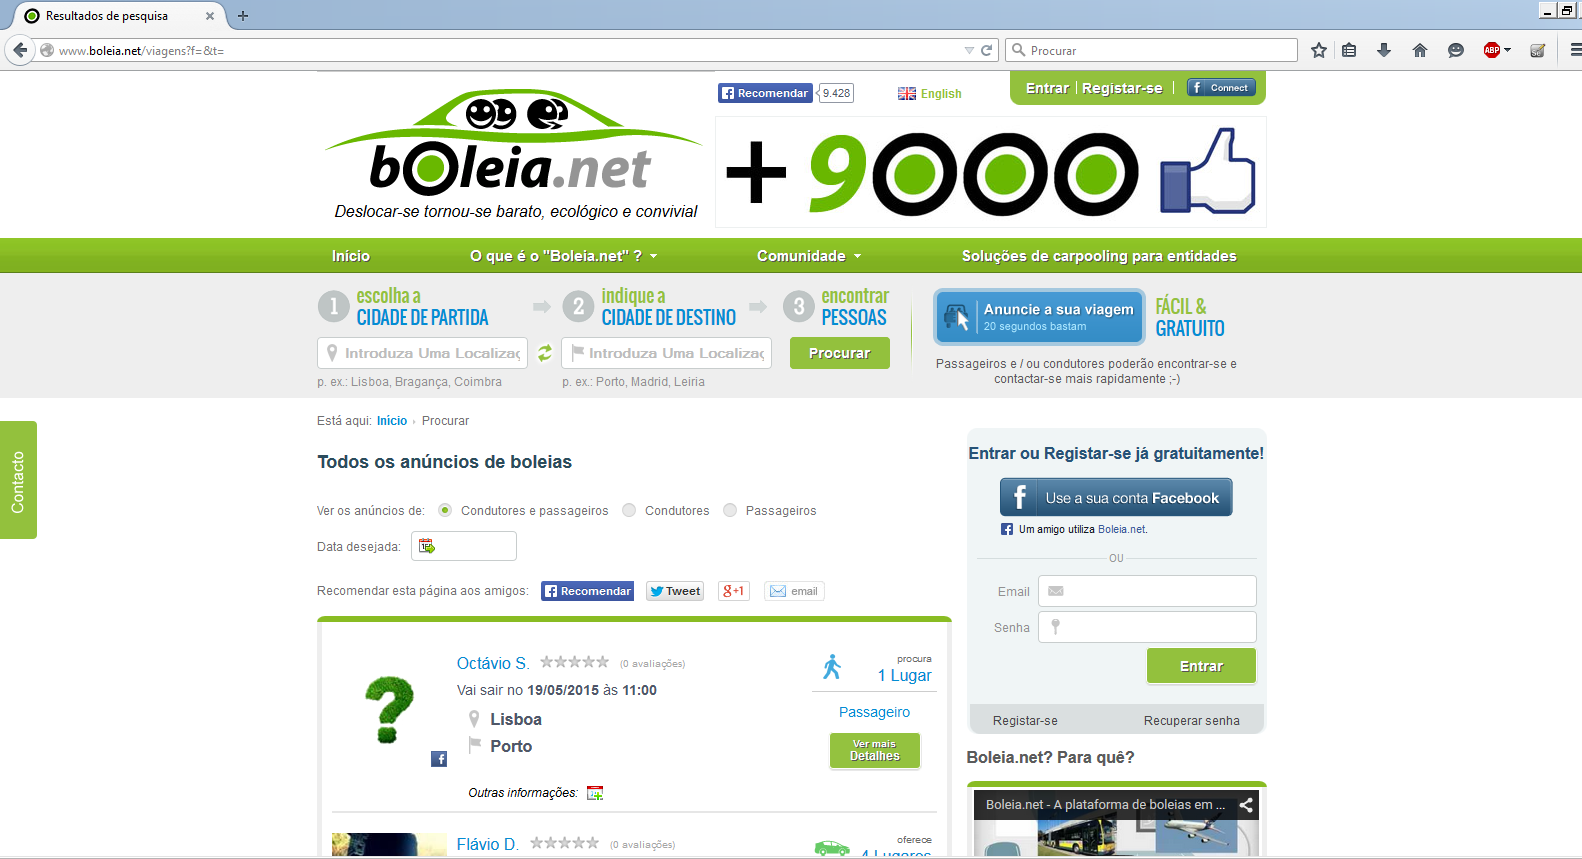 Resultados de pesquisa
www.boleia.net/viagens?f=&t=
Procurar
ABP
boleia.net
Deslocar-se tornou-se barato, ecológico e convivial
Recomendar 9.428
English
Entrar Registar-se Connect
+ 9000
Início O que é o "Boleia.net" ? Comunidade Soluções de carpooling para entidades
1 escolha a
CIDADE DE PARTIDA
2 indique a
CIDADE DE DESTINO
3 encontrar
PESSOAS
Introduza Uma Localizaç
Introduza Uma Localizaç
Procurar
p. ex.: Lisboa, Bragança, Coimbra
p. ex.: Porto, Madrid, Leiria
Anuncie a sua viagem
20 segundos bastam
FÁCIL &
GRATUITO
Passageiros e / ou condutores poderão encontrar-se e
contactar-se mais rapidamente ;-)
Contacto
Está aqui: Início › Procurar
Todos os anúncios de boleias
Ver os anúncios de: Condutores e passageiros Condutores Passageiros
Data desejada:
Recomendar esta página aos amigos: Recomendar Tweet g+1 email
Octávio S. (0 avaliações)
Vai sair no 19/05/2015 às 11:00
Lisboa
Porto
Outras informações:
procura
1 Lugar
Passageiro
Ver mais
Detalhes
Flávio D. (0 avaliações)
oferece
4 Lugares
Entrar ou Registar-se já gratuitamente!
Use a sua conta Facebook
Um amigo utiliza Boleia.net.
OU
Email
Senha
Entrar
Registar-se Recuperar senha
Boleia.net? Para quê?
Boleia.net - A plataforma de boleias em ...